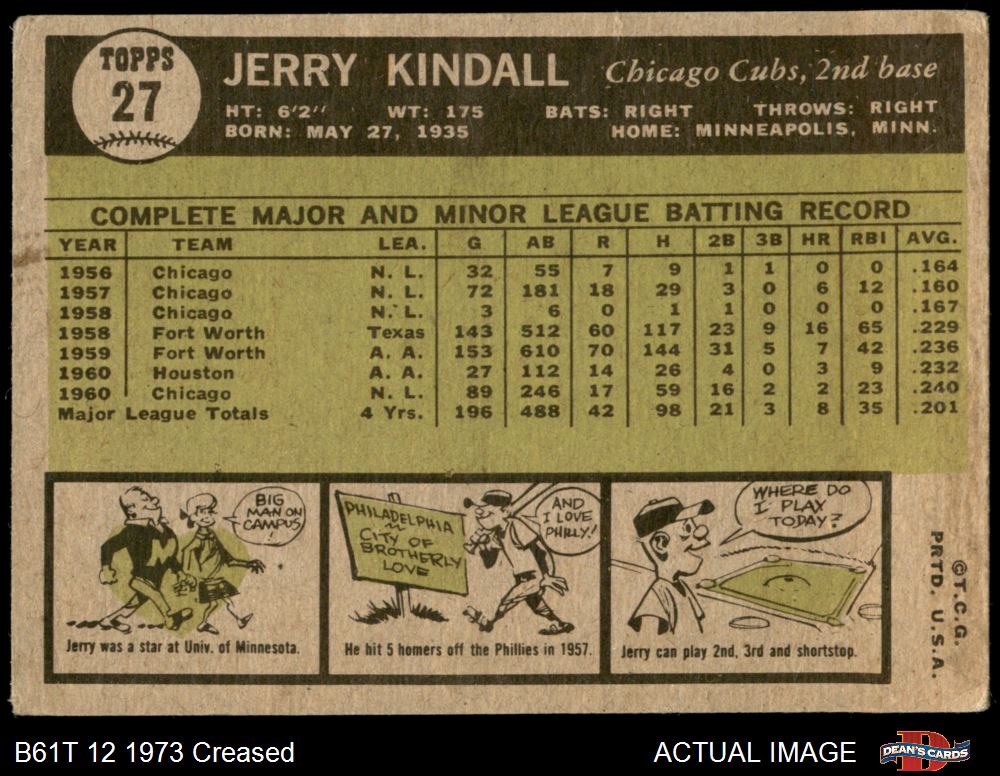 TOPPS
27
JERRY KINDALL Chicago Cubs, 2nd base
HT: 6'2" WT: 175 BATS: RIGHT THROWS: RIGHT
BORN: MAY 27, 1935 HOME: MINNEAPOLIS, MINN.
COMPLETE MAJOR AND MINOR LEAGUE BATTING RECORD
YEAR TEAM LEA. G AB R H 2B 3B HR RBI AVG.
1956 Chicago N. L. 32 55 7 9 1 1 0 0 .164
1957 Chicago N. L. 72 181 18 29 3 0 6 12 .160
1958 Chicago N. L. 3 6 0 1 1 0 0 0 .167
1958 Fort Worth Texas 143 512 60 117 23 9 16 65 .229
1959 Fort Worth A. A. 153 610 70 144 31 5 7 42 .236
1960 Houston A. A. 27 112 14 26 4 0 3 9 .232
1960 Chicago N. L. 89 246 17 59 16 2 2 23 .240
Major League Totals 4 Yrs. 196 488 42 98 21 3 8 35 .201
BIG
MAN ON
CAMPUS
!
M
Jerry was a star at Univ. of Minnesota.
PHILADELPHIA
~
CITY OF
BROTHERLY
LOVE
AND
I LOVE
PHILLY!
He hit 5 homers off the Phillies in 1957.
WHERE DO
I PLAY
TODAY?
Jerry can play 2nd, 3rd and shortstop.
©T.C.G.
PRTD. U.S.A.
B61T 12 1973 Creased
ACTUAL IMAGE
D
DEAN'S CARDS